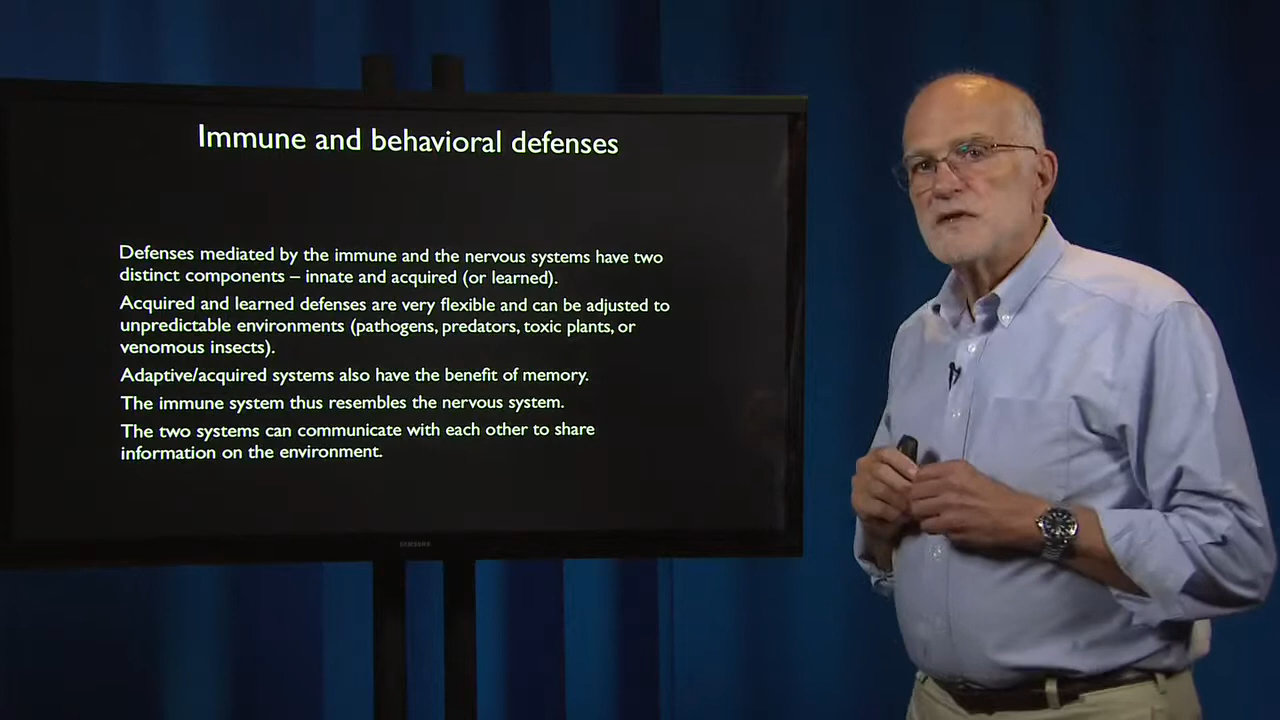 Immune and behavioral defenses
Defenses mediated by the immune and the nervous systems have two
distinct components – innate and acquired (or learned).
Acquired and learned defenses are very flexible and can be adjusted to
unpredictable environments (pathogens, predators, toxic plants, or
venomous insects).
Adaptive/acquired systems also have the benefit of memory.
The immune system thus resembles the nervous system.
The two systems can communicate with each other to share
information on the environment.
SAMSUNG